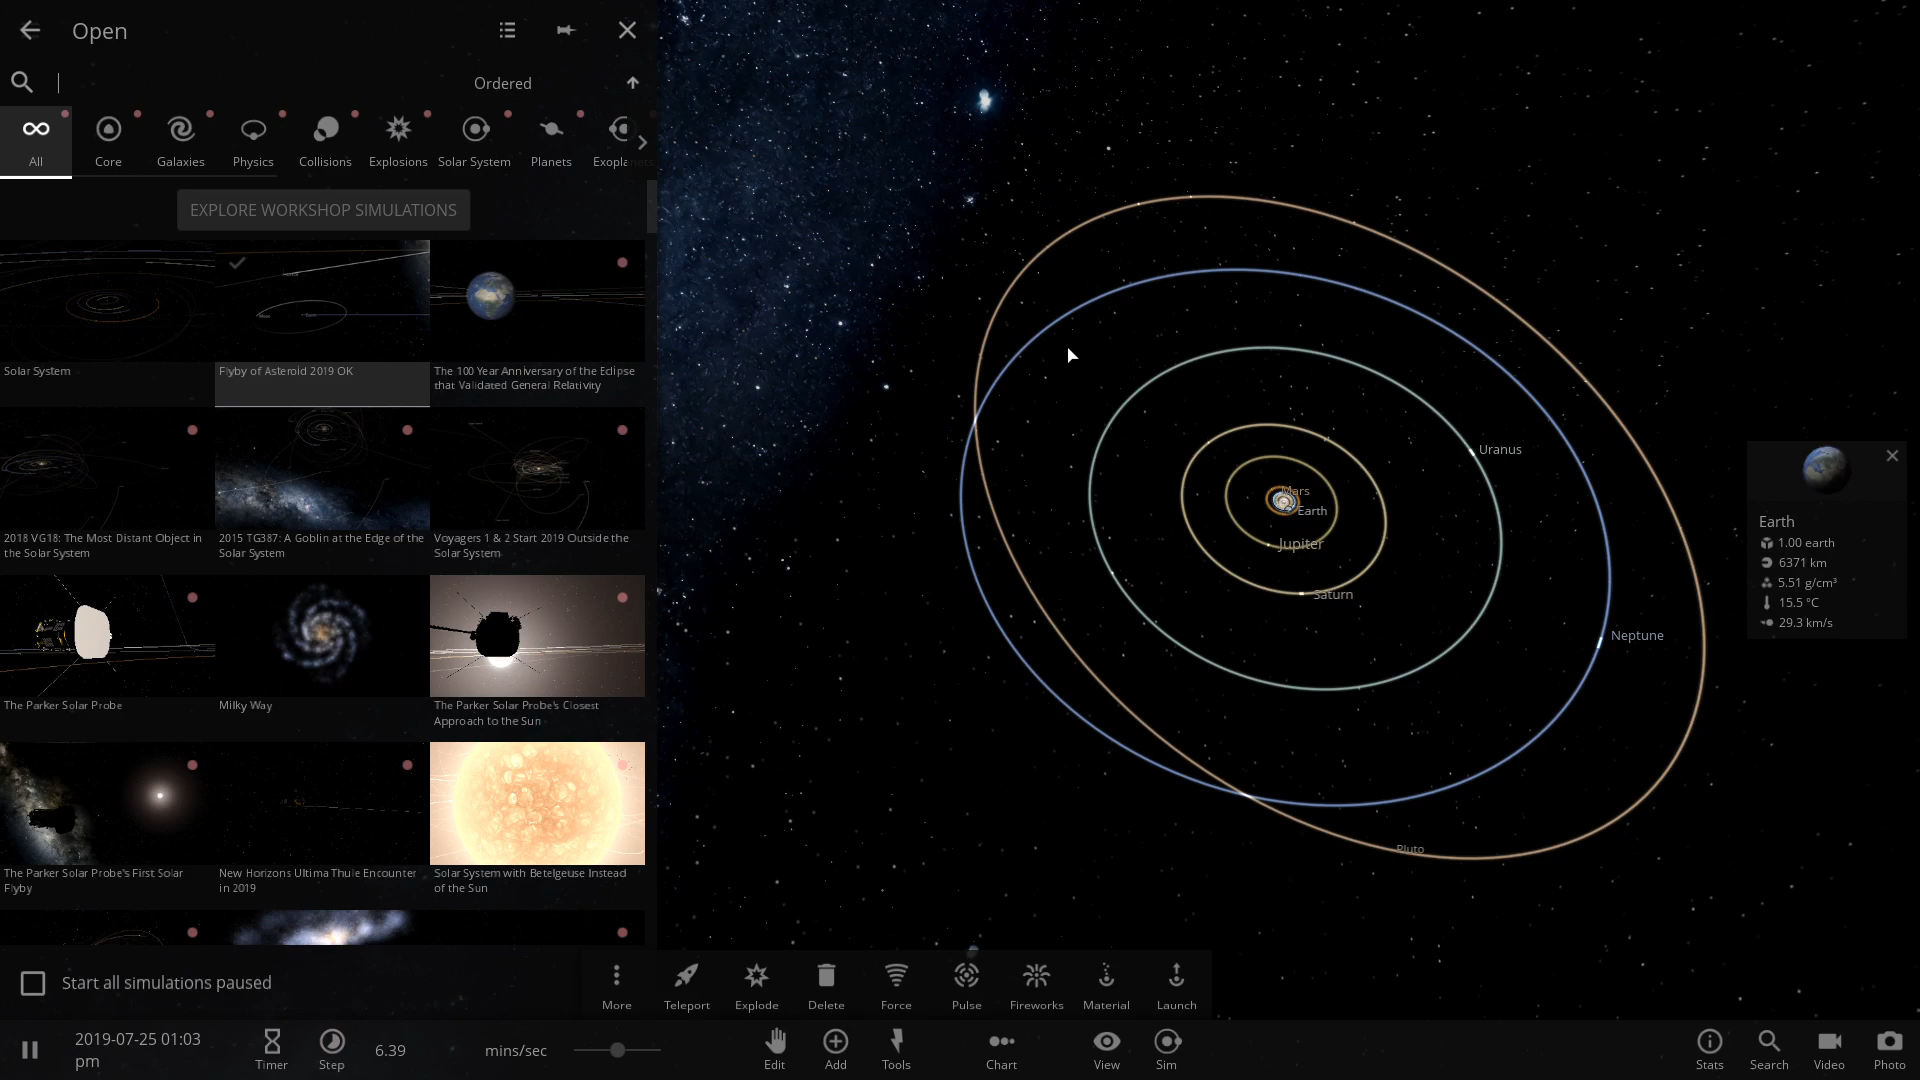 Open
Ordered
All
Core
Galaxies
Physics
Collisions
Explosions
Solar System
Planets
Exoplanets
EXPLORE WORKSHOP SIMULATIONS
Solar System
Flyby of Asteroid 2019 OK
The 100 Year Anniversary of the Eclipse
that Validated General Relativity
2018 VG18: The Most Distant Object in
the Solar System
2015 TG387: A Goblin at the Edge of the
Solar System
Voyagers 1 & 2 Start 2019 Outside the
Solar System
The Parker Solar Probe
Milky Way
The Parker Solar Probe's Closest
Approach to the Sun
The Parker Solar Probe's First Solar
Flyby
New Horizons Ultima Thule Encounter
in 2019
Solar System with Betelgeuse Instead
of the Sun
Start all simulations paused
Uranus
Mars
Earth
Jupiter
Saturn
Neptune
Pluto
Earth
1.00 earth
6371 km
5.51 g/cm³
15.5 °C
29.3 km/s
More
Teleport
Explode
Delete
Force
Pulse
Fireworks
Material
Launch
2019-07-25 01:03
pm
Timer
Step
6.39
mins/sec
Edit
Add
Tools
Chart
View
Sim
Stats
Search
Video
Photo